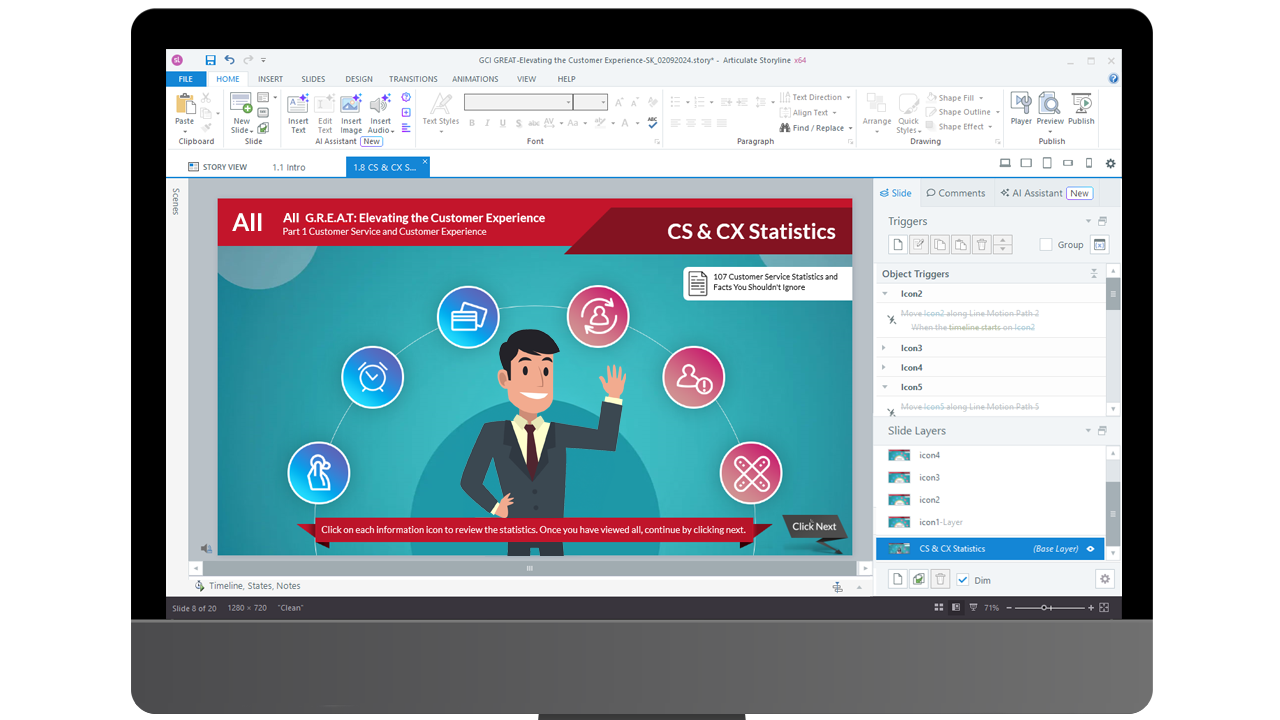 sl
GCI GREAT-Elevating the Customer Experience-SK_02092024.story* - Articulate Storyline x64
FILE HOME INSERT SLIDES DESIGN TRANSITIONS ANIMATIONS VIEW HELP
Paste
Clipboard
New Slide
Slide
Insert Text
Edit Text
Insert Image
Insert Audio
AI Assistant New
Text Styles
B I U S abc AV Aa A ABC
Font
Text Direction
Align Text
Find / Replace
Paragraph
Arrange
Quick Styles
Shape Fill
Shape Outline
Shape Effect
Drawing
Player Preview Publish
Publish
STORY VIEW 1.1 Intro 1.8 CS & CX S...
Scenes
All
All G.R.E.A.T: Elevating the Customer Experience
Part 1 Customer Service and Customer Experience
CS & CX Statistics
107 Customer Service Statistics and
Facts You Shouldn't Ignore
Click on each information icon to review the statistics. Once you have viewed all, continue by clicking next.
Click Next
Slide Comments AI Assistant New
Triggers
Group
Object Triggers
Icon2
Move Icon2 along Line Motion Path 2
When the timeline starts on Icon2
Icon3
Icon4
Icon5
Move Icon5 along Line Motion Path 5
Slide Layers
icon4
icon3
icon2
icon1-Layer
CS & CX Statistics (Base Layer)
Dim
Timeline, States, Notes
Slide 8 of 20 1280 × 720 "Clean" 71%